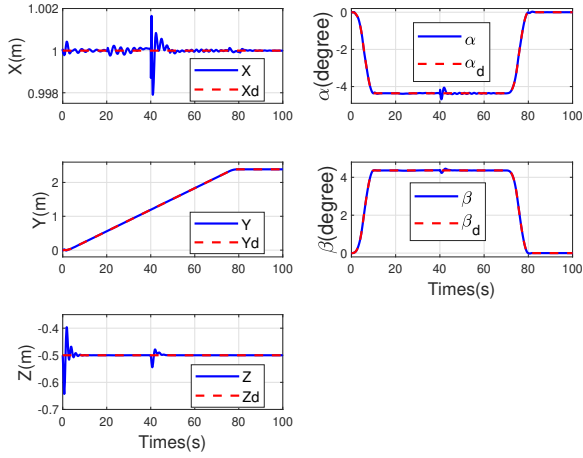 1.002
1
0.998
X(m)
X
Xd
0 20 40 60 80 100
0
-2
-4
α(degree)
α
α_d
0 20 40 60 80 100
2
1
0
Y(m)
Y
Yd
0 20 40 60 80 100
4
2
0
β(degree)
β
β_d
0 20 40 60 80 100
Times(s)
-0.4
-0.5
-0.6
-0.7
Z(m)
Z
Zd
0 20 40 60 80 100
Times(s)